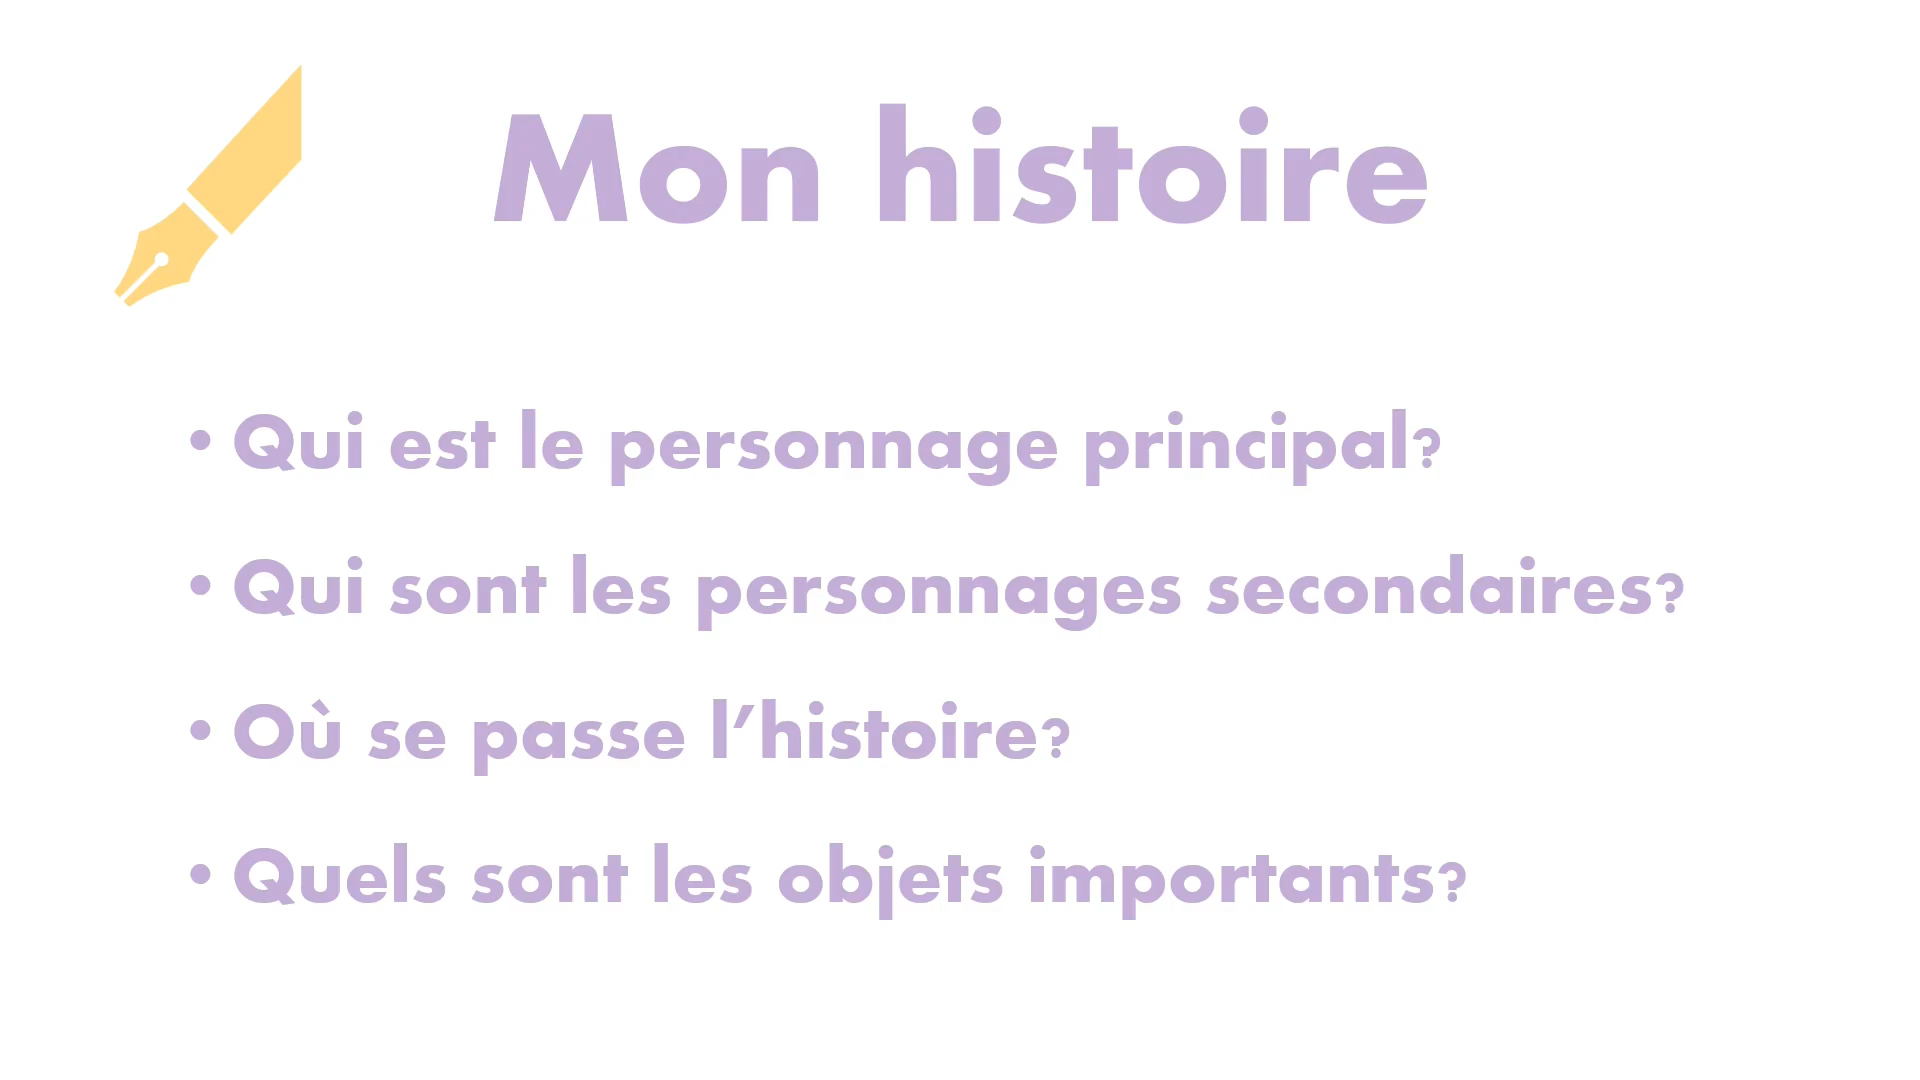 Mon histoire
• Qui est le personnage principal?
• Qui sont les personnages secondaires?
• Où se passe l’histoire?
• Quels sont les objets importants?